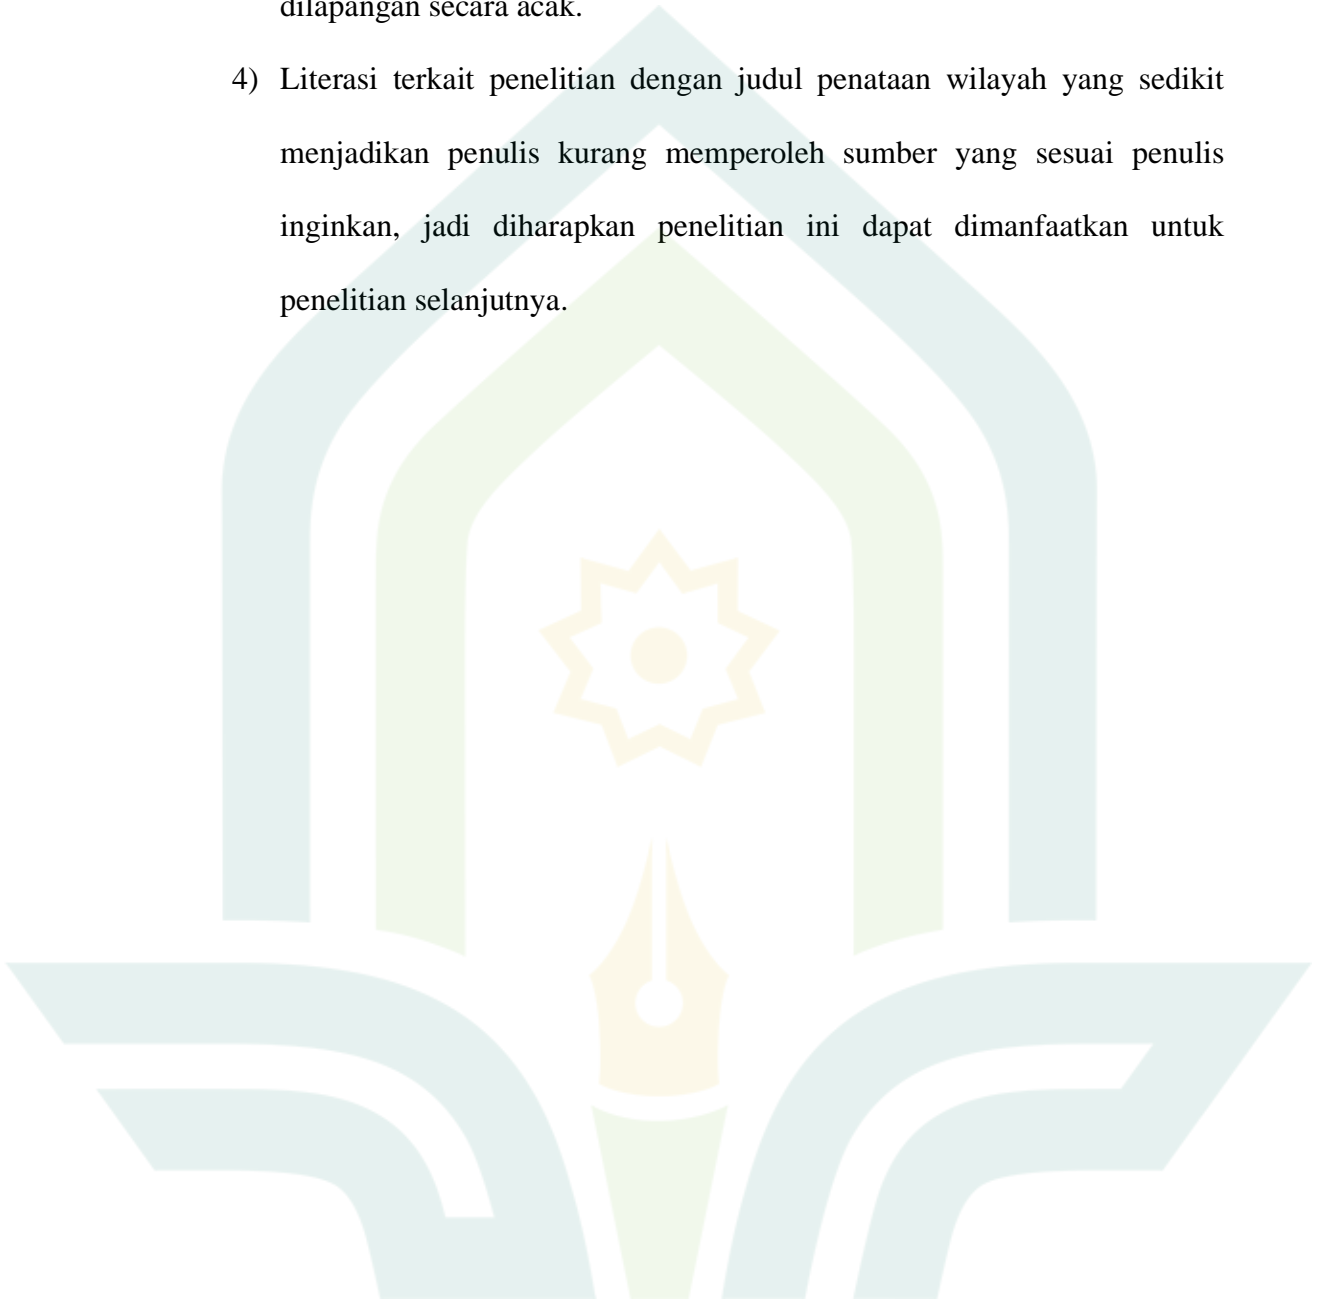 dilapangan secara acak.
4) Literasi terkait penelitian dengan judul penataan wilayah yang sedikit
menjadikan penulis kurang memperoleh sumber yang sesuai penulis
inginkan, jadi diharapkan penelitian ini dapat dimanfaatkan untuk
penelitian selanjutnya.